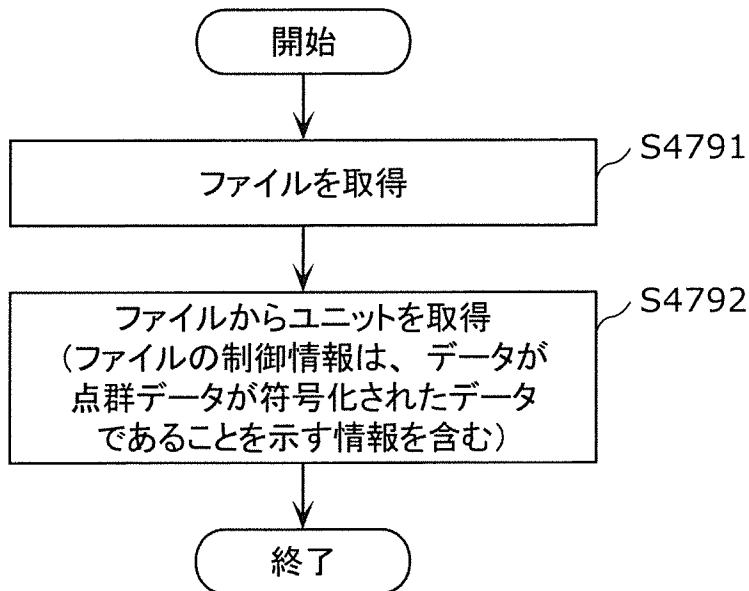 開始
ファイルを取得
S4791
ファイルからユニットを取得
(ファイルの制御情報は、データが
点群データが符号化されたデータ
であることを示す情報を含む)
S4792
終了